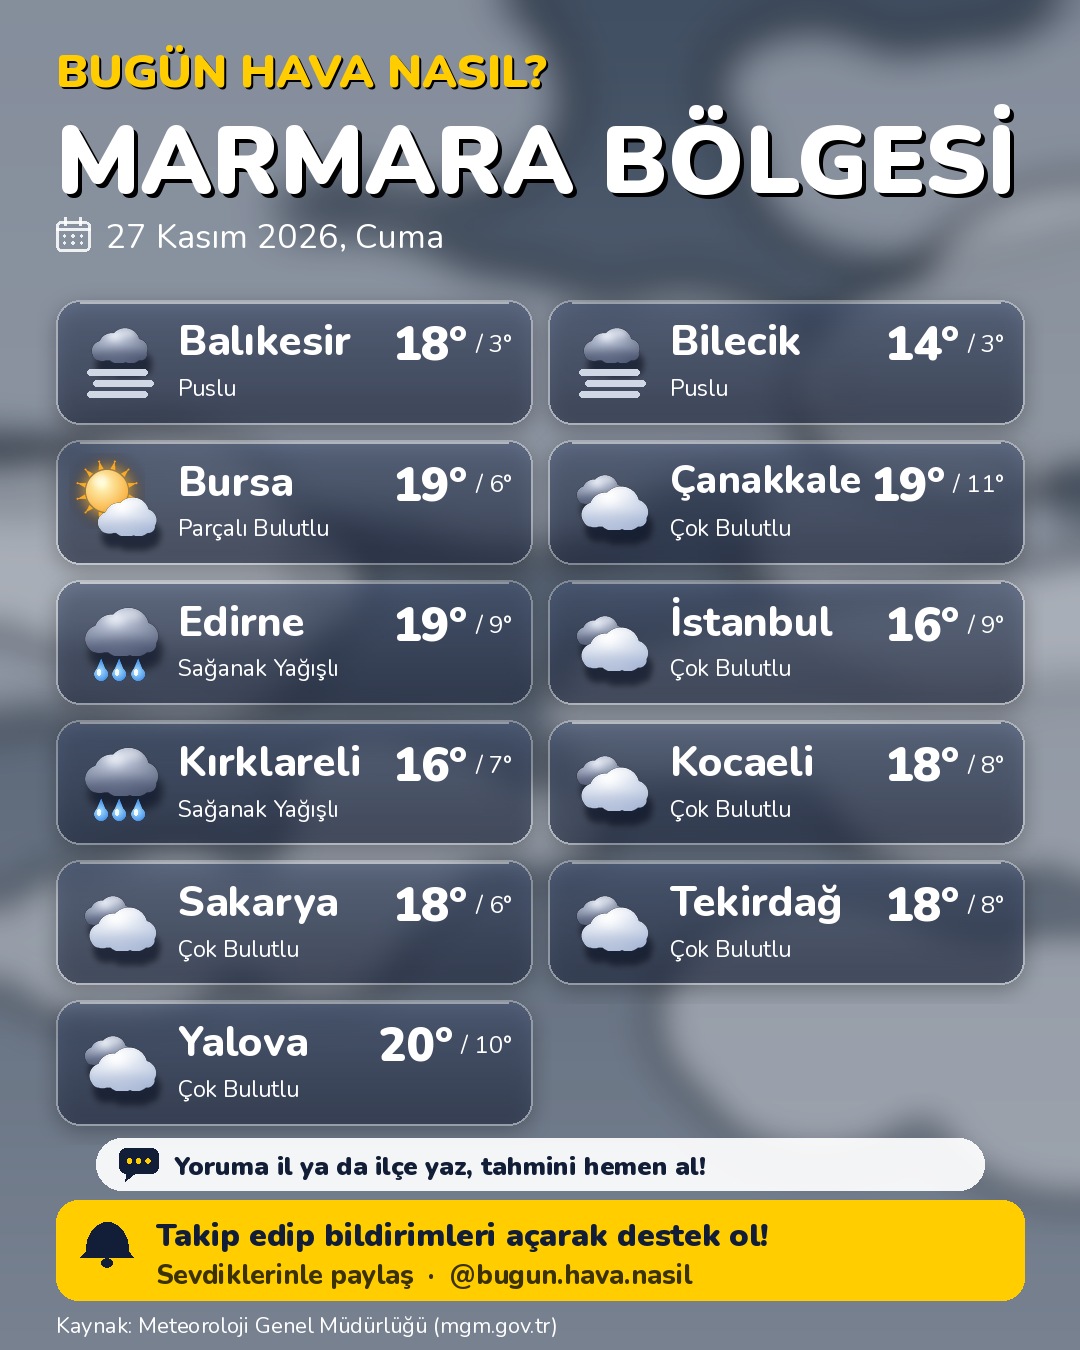 BUGÜN HAVA NASIL?
MARMARA BÖLGESİ
27 Kasım 2026, Cuma
Balıkesir 18° / 3°
Puslu
Bilecik 14° / 3°
Puslu
Bursa 19° / 6°
Parçalı Bulutlu
Çanakkale 19° / 11°
Çok Bulutlu
Edirne 19° / 9°
Sağanak Yağışlı
İstanbul 16° / 9°
Çok Bulutlu
Kırklareli 16° / 7°
Sağanak Yağışlı
Kocaeli 18° / 8°
Çok Bulutlu
Sakarya 18° / 6°
Çok Bulutlu
Tekirdağ 18° / 8°
Çok Bulutlu
Yalova 20° / 10°
Çok Bulutlu
Yoruma il ya da ilçe yaz, tahmini hemen al!
Takip edip bildirimleri açarak destek ol!
Sevdiklerinle paylaş · @bugun.hava.nasil
Kaynak: Meteoroloji Genel Müdürlüğü (mgm.gov.tr)